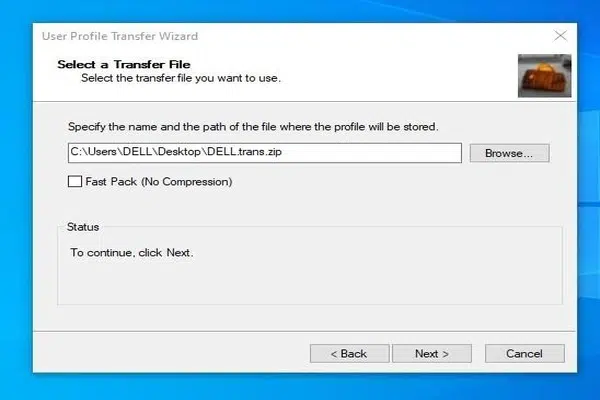 User Profile Transfer Wizard
Select a Transfer File
Select the transfer file you want to use.
Specify the name and the path of the file where the profile will be stored.
C:\Users\DELL\Desktop\DELL.trans.zip
Browse...
Fast Pack (No Compression)
Status
To continue, click Next.
< Back
Next >
Cancel